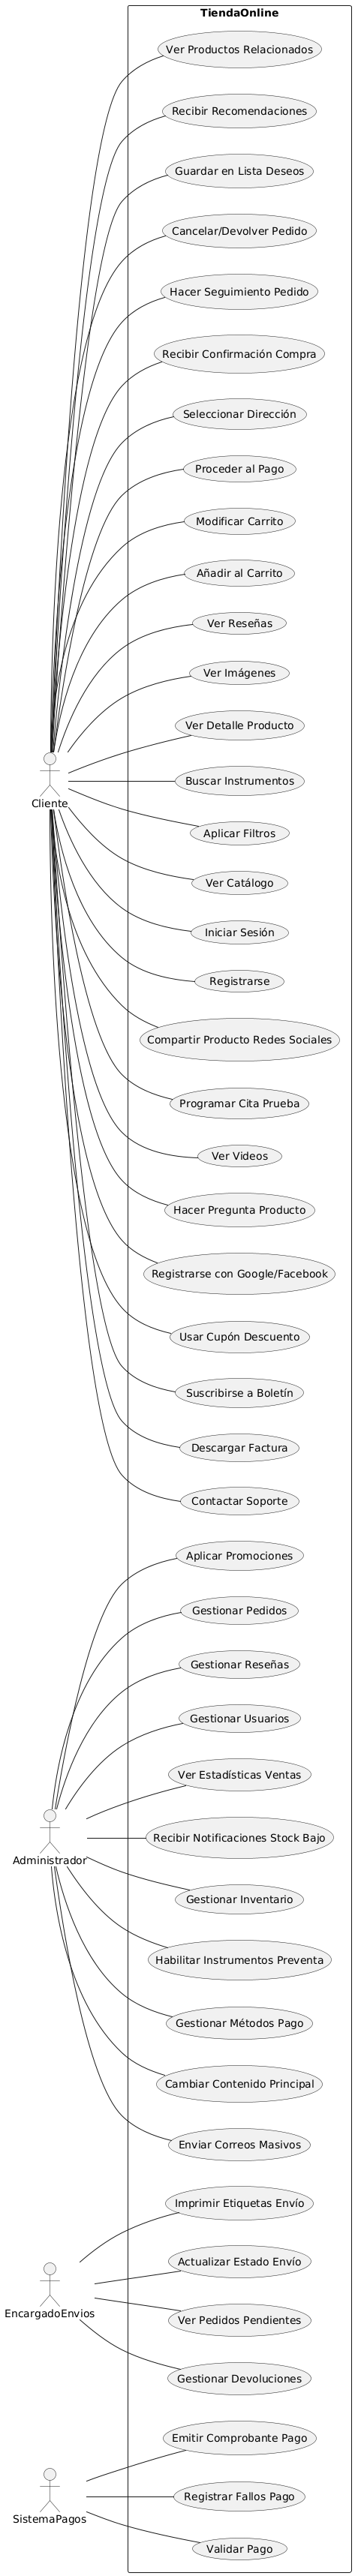 TiendaOnline
Ver Productos Relacionados
Recibir Recomendaciones
Guardar en Lista Deseos
Cancelar/Devolver Pedido
Hacer Seguimiento Pedido
Recibir Confirmación Compra
Seleccionar Dirección
Proceder al Pago
Modificar Carrito
Añadir al Carrito
Ver Reseñas
Ver Imágenes
Ver Detalle Producto
Buscar Instrumentos
Cliente
Aplicar Filtros
Ver Catálogo
Iniciar Sesión
Registrarse
Compartir Producto Redes Sociales
Programar Cita Prueba
Ver Videos
Hacer Pregunta Producto
Registrarse con Google/Facebook
Usar Cupón Descuento
Suscribirse a Boletín
Descargar Factura
Contactar Soporte
Aplicar Promociones
Gestionar Pedidos
Gestionar Reseñas
Gestionar Usuarios
Ver Estadísticas Ventas
Recibir Notificaciones Stock Bajo
Administrador
Gestionar Inventario
Habilitar Instrumentos Preventa
Gestionar Métodos Pago
Cambiar Contenido Principal
Enviar Correos Masivos
Imprimir Etiquetas Envío
Actualizar Estado Envío
EncargadoEnvios
Ver Pedidos Pendientes
Gestionar Devoluciones
Emitir Comprobante Pago
Registrar Fallos Pago
SistemaPagos
Validar Pago